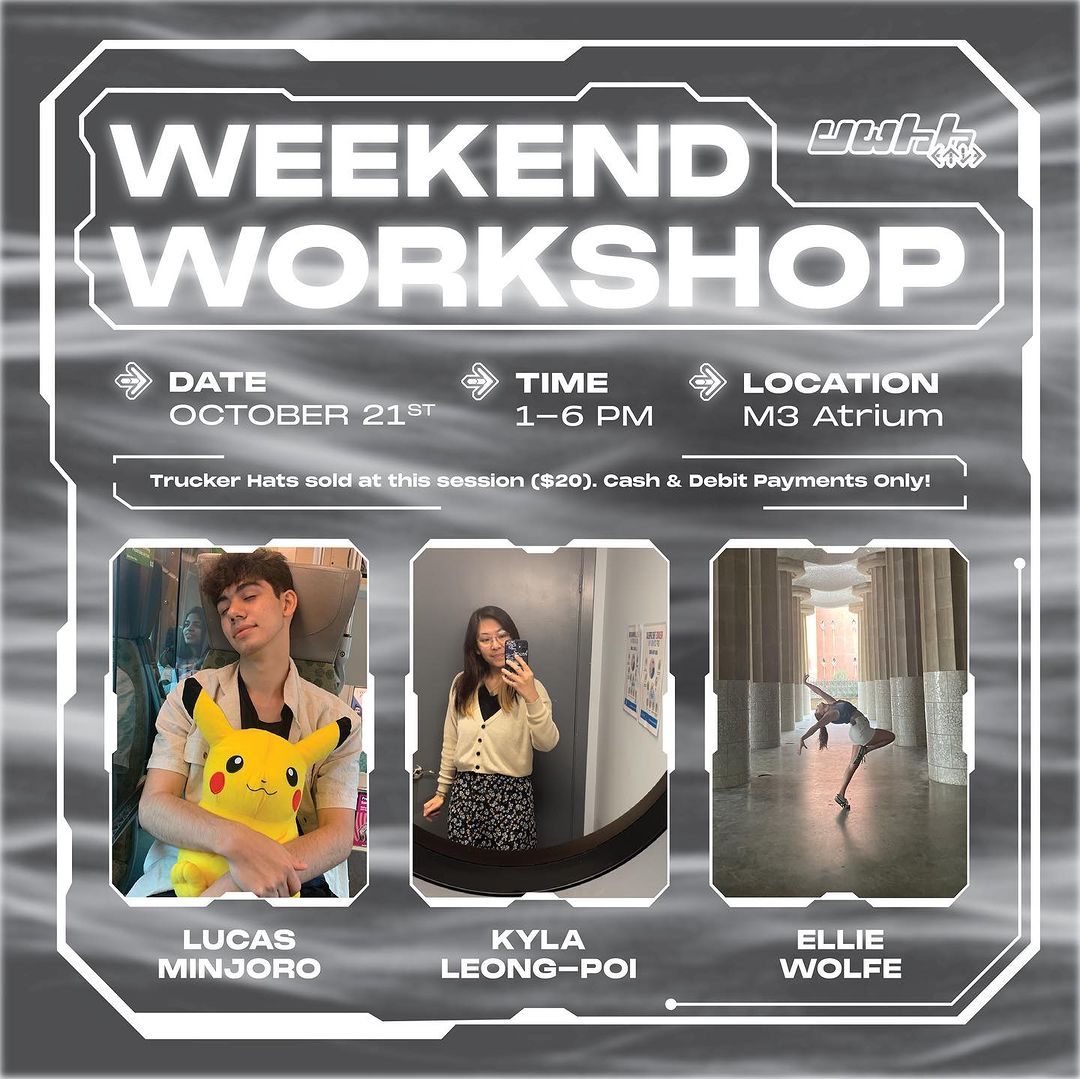 WEEKEND
WORKSHOP
uwhh
DATE
OCTOBER 21ST
TIME
1–6 PM
LOCATION
M3 Atrium
Trucker Hats sold at this session ($20). Cash & Debit Payments Only!
LUCAS
MINJORO
KYLA
LEONG–POI
ELLIE
WOLFE